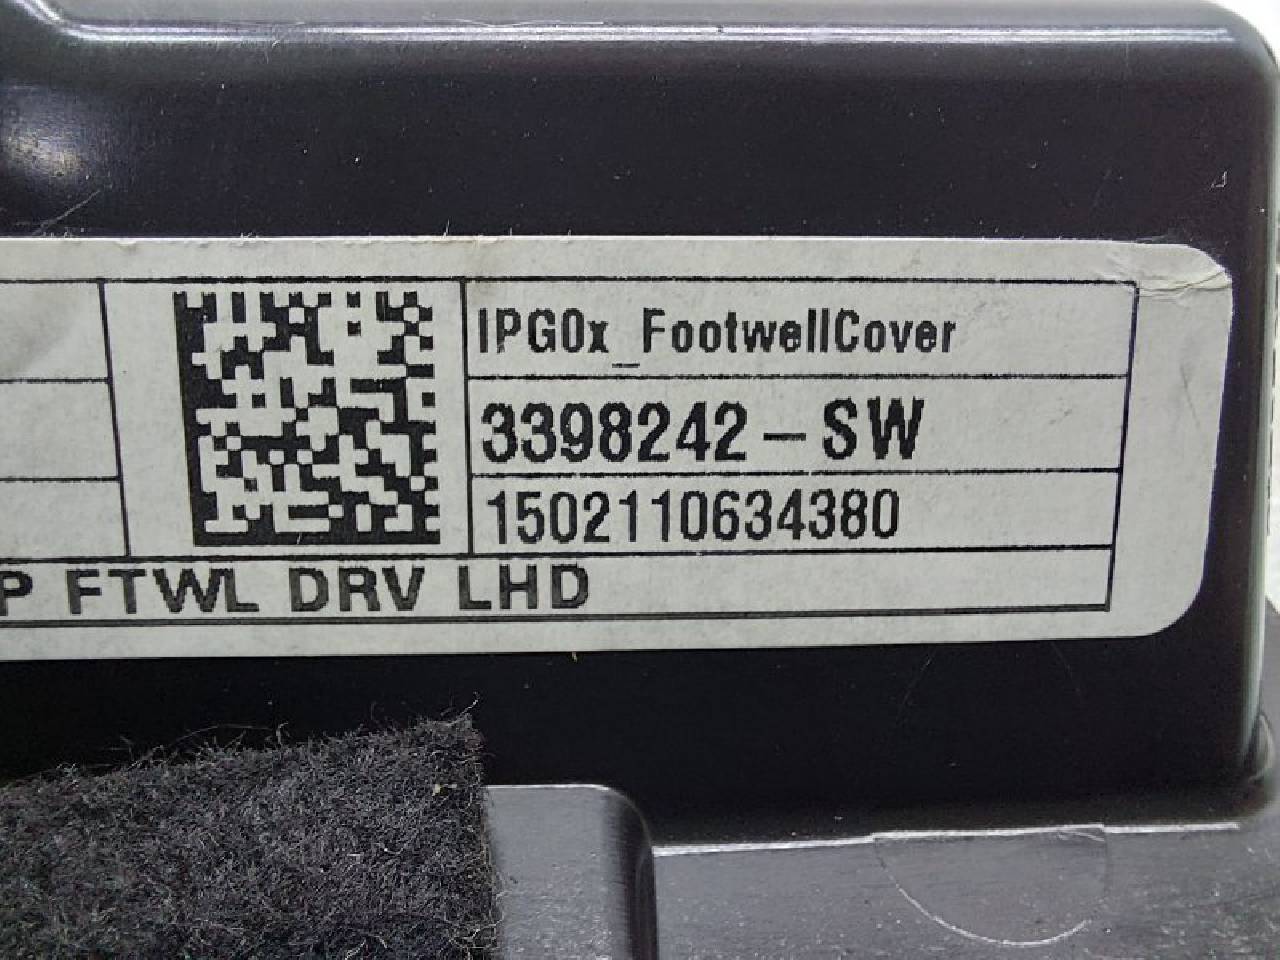 IPG0x_FootwellCover
3398242-SW
1502110634380
P FTWL DRV LHD